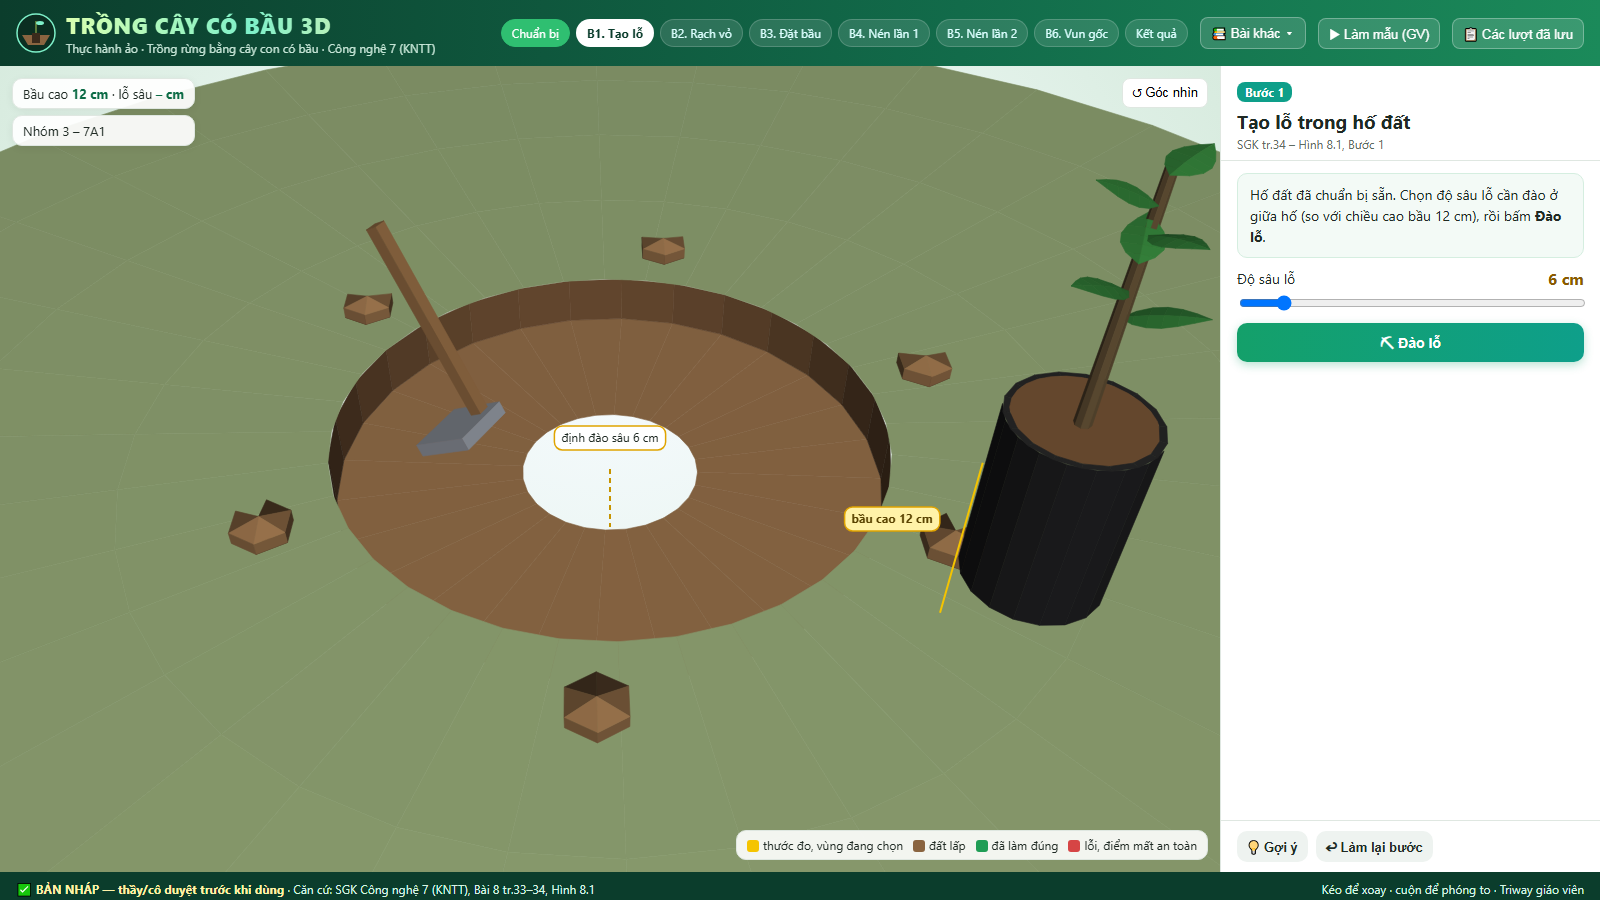 TRỒNG CÂY CÓ BẦU 3D
Thực hành ảo · Trồng rừng bằng cây con có bầu · Công nghệ 7 (KNTT)
Chuẩn bị
B1. Tạo lỗ
B2. Rạch vỏ
B3. Đặt bầu
B4. Nén lần 1
B5. Nén lần 2
B6. Vun gốc
Kết quả
Bài khác
Làm mẫu (GV)
Các lượt đã lưu
Bầu cao 12 cm · lỗ sâu – cm
Nhóm 3 – 7A1
Góc nhìn
định đào sâu 6 cm
bầu cao 12 cm
thước đo, vùng đang chọn
đất lấp
đã làm đúng
lỗi, điểm mất an toàn
Bước 1
Tạo lỗ trong hố đất
SGK tr.34 – Hình 8.1, Bước 1
Hố đất đã chuẩn bị sẵn. Chọn độ sâu lỗ cần đào ở
giữa hố (so với chiều cao bầu 12 cm), rồi bấm Đào
lỗ.
Độ sâu lỗ 6 cm
Đào lỗ
Gợi ý
Làm lại bước
BẢN NHÁP — thầy/cô duyệt trước khi dùng · Căn cứ: SGK Công nghệ 7 (KNTT), Bài 8 tr.33–34, Hình 8.1
Kéo để xoay · cuộn để phóng to · Triway giáo viên